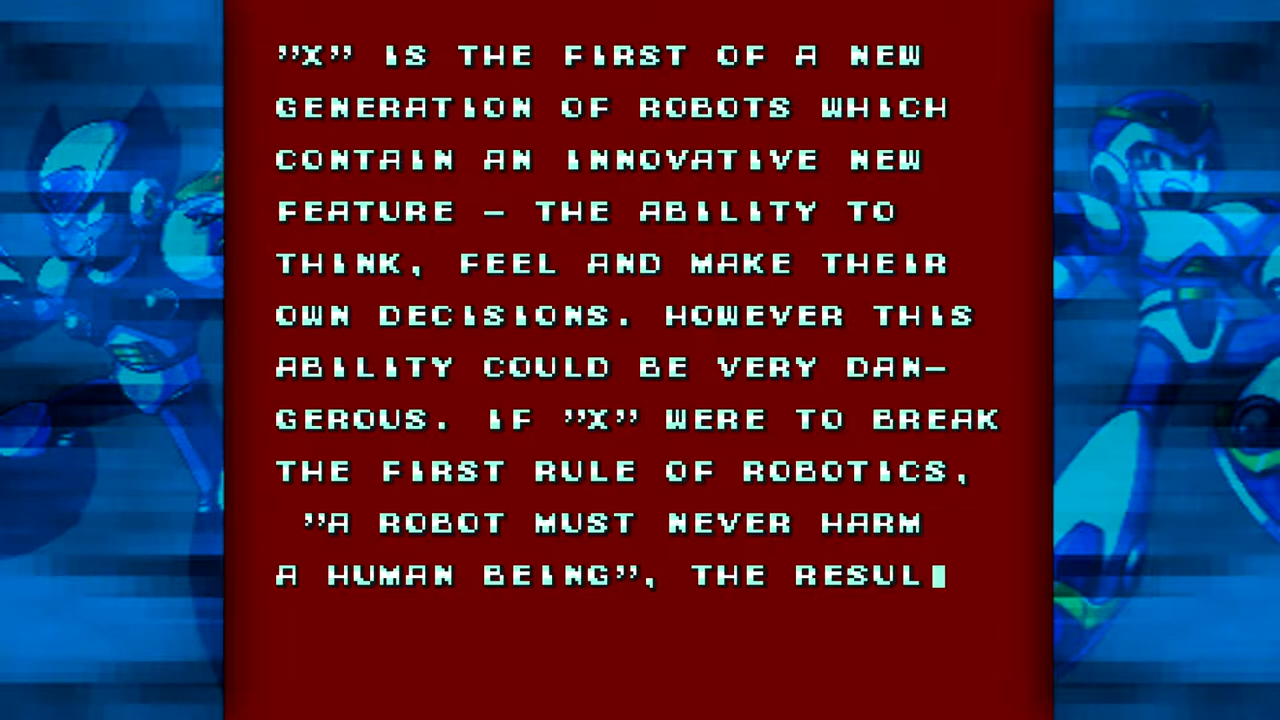 "X" IS THE FIRST OF A NEW
GENERATION OF ROBOTS WHICH
CONTAIN AN INNOVATIVE NEW
FEATURE – THE ABILITY TO
THINK, FEEL AND MAKE THEIR
OWN DECISIONS. HOWEVER THIS
ABILITY COULD BE VERY DAN–
GEROUS. IF "X" WERE TO BREAK
THE FIRST RULE OF ROBOTICS,
"A ROBOT MUST NEVER HARM
A HUMAN BEING", THE RESUL